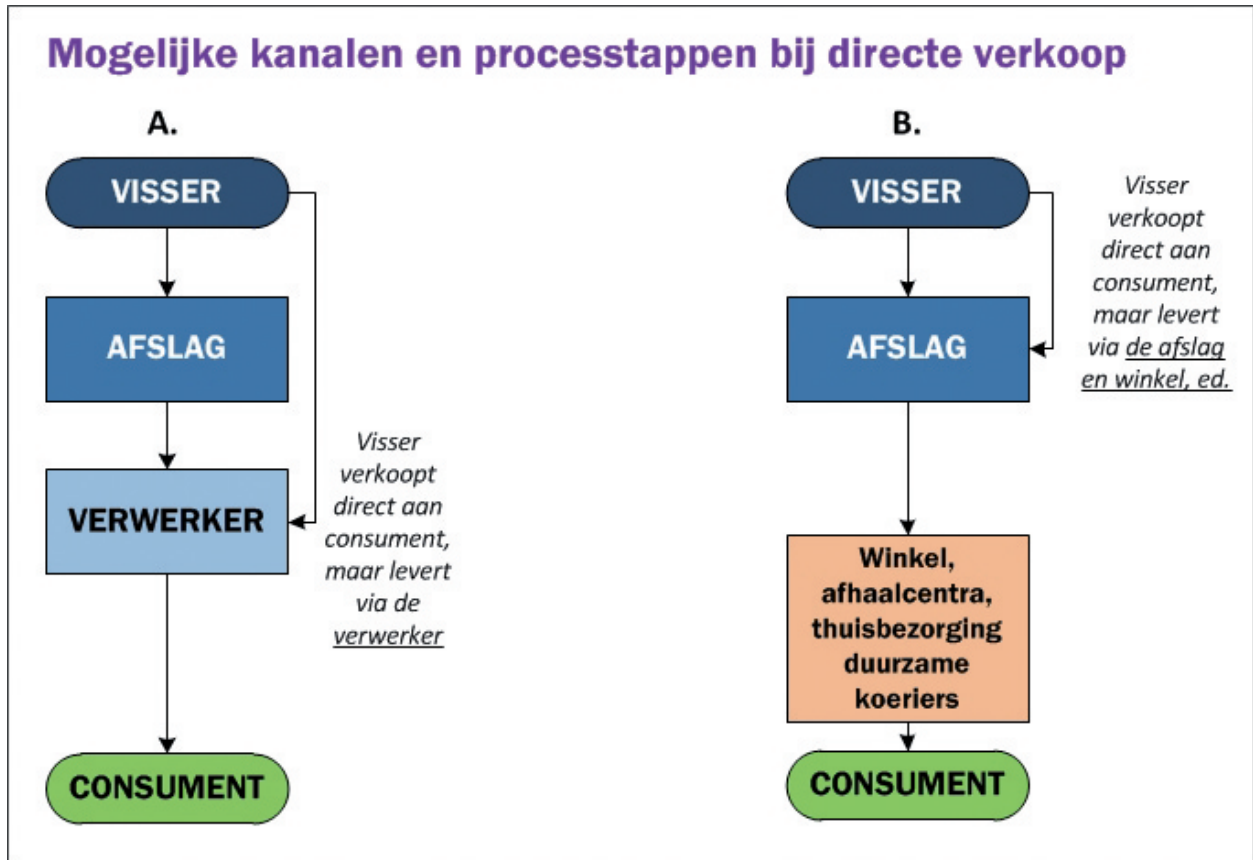 Mogelijke kanalen en processtappen bij directe verkoop
A.
VISSER
AFSLAG
VERWERKER
Visser
verkoopt
direct aan
consument,
maar levert
via de
verwerker
CONSUMENT
B.
VISSER
Visser
verkoopt
direct aan
consument,
maar levert
via de afslag
en winkel, ed.
AFSLAG
Winkel,
afhaalcentra,
thuisbezorging
duurzame
koeriers
CONSUMENT